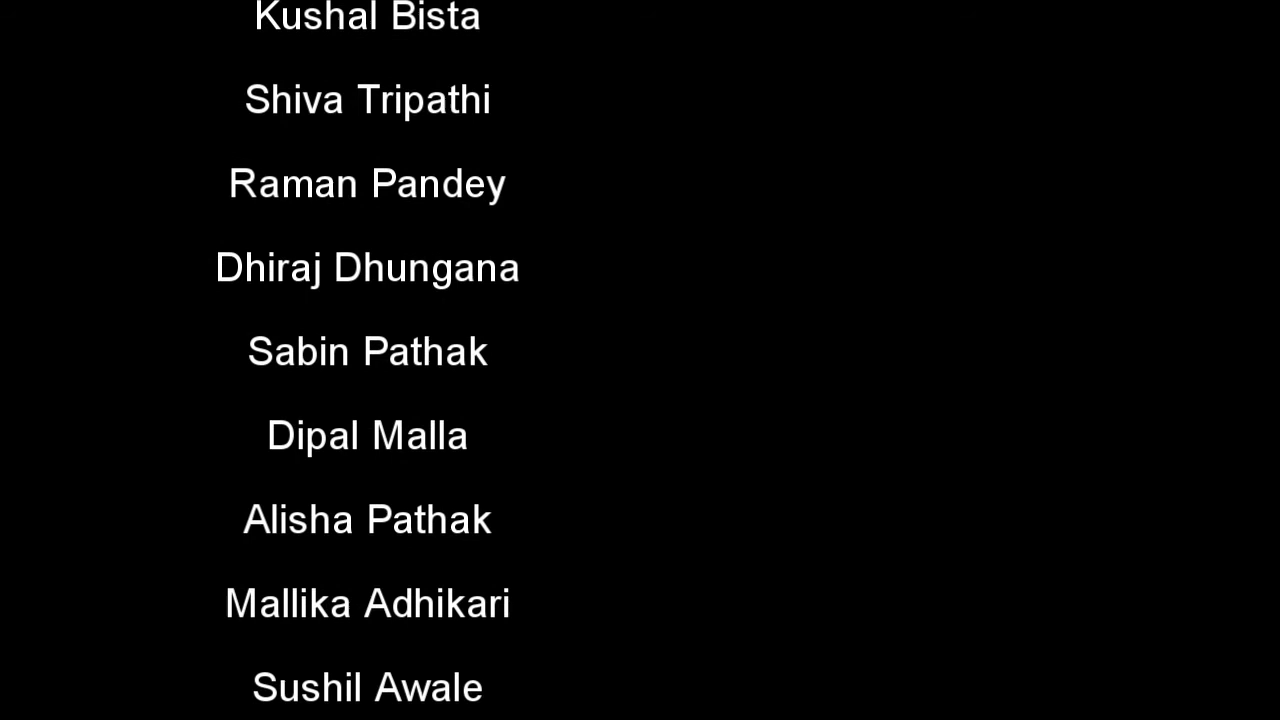 Kushal Bista
Shiva Tripathi
Raman Pandey
Dhiraj Dhungana
Sabin Pathak
Dipal Malla
Alisha Pathak
Mallika Adhikari
Sushil Awale